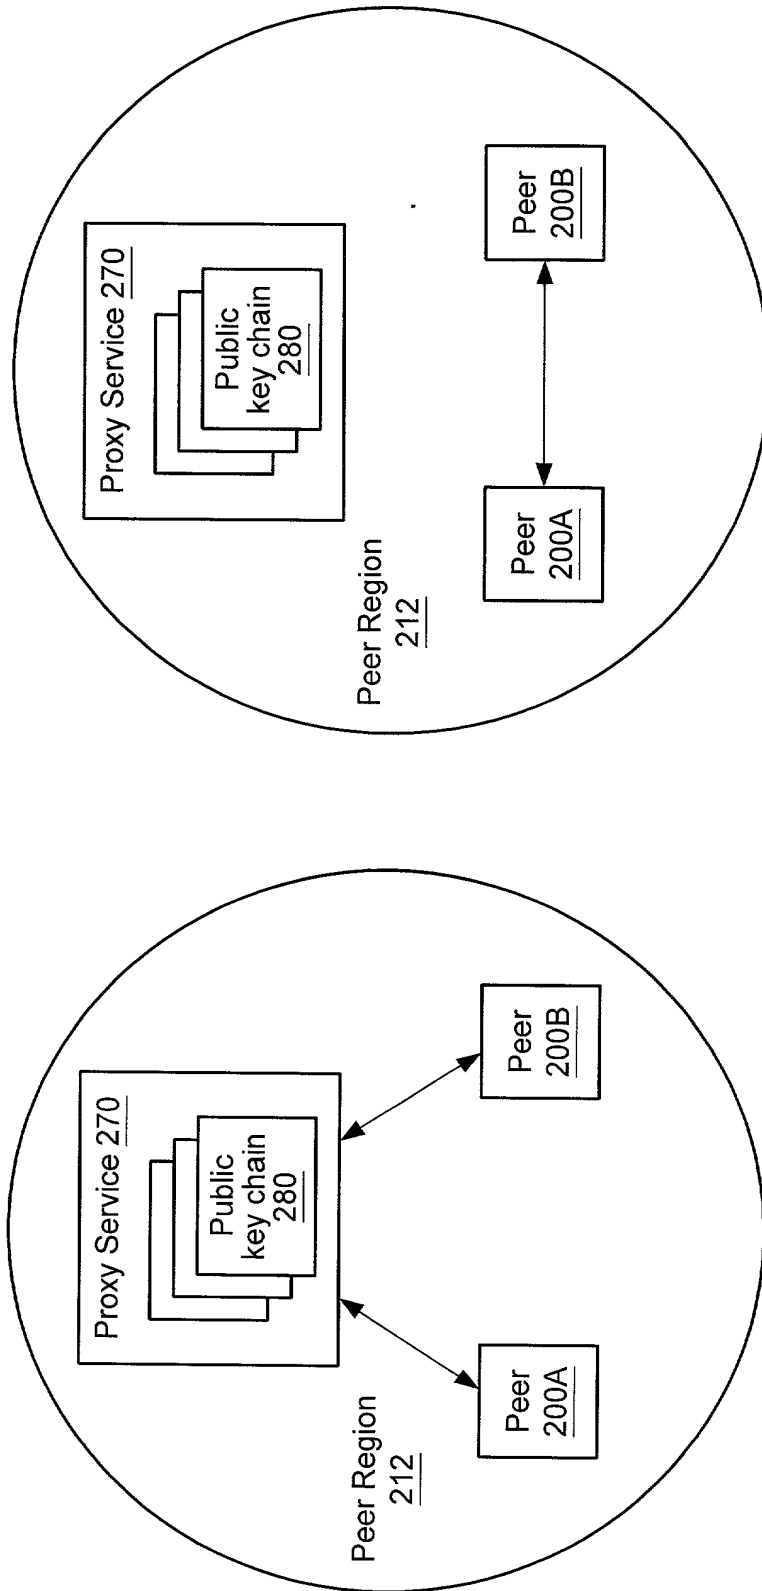 Proxy Service 270
Public
key chain
280
Peer Region
212
Peer
200A
Peer
200B
Proxy Service 270
Public
key chain
280
Peer Region
212
Peer
200A
Peer
200B